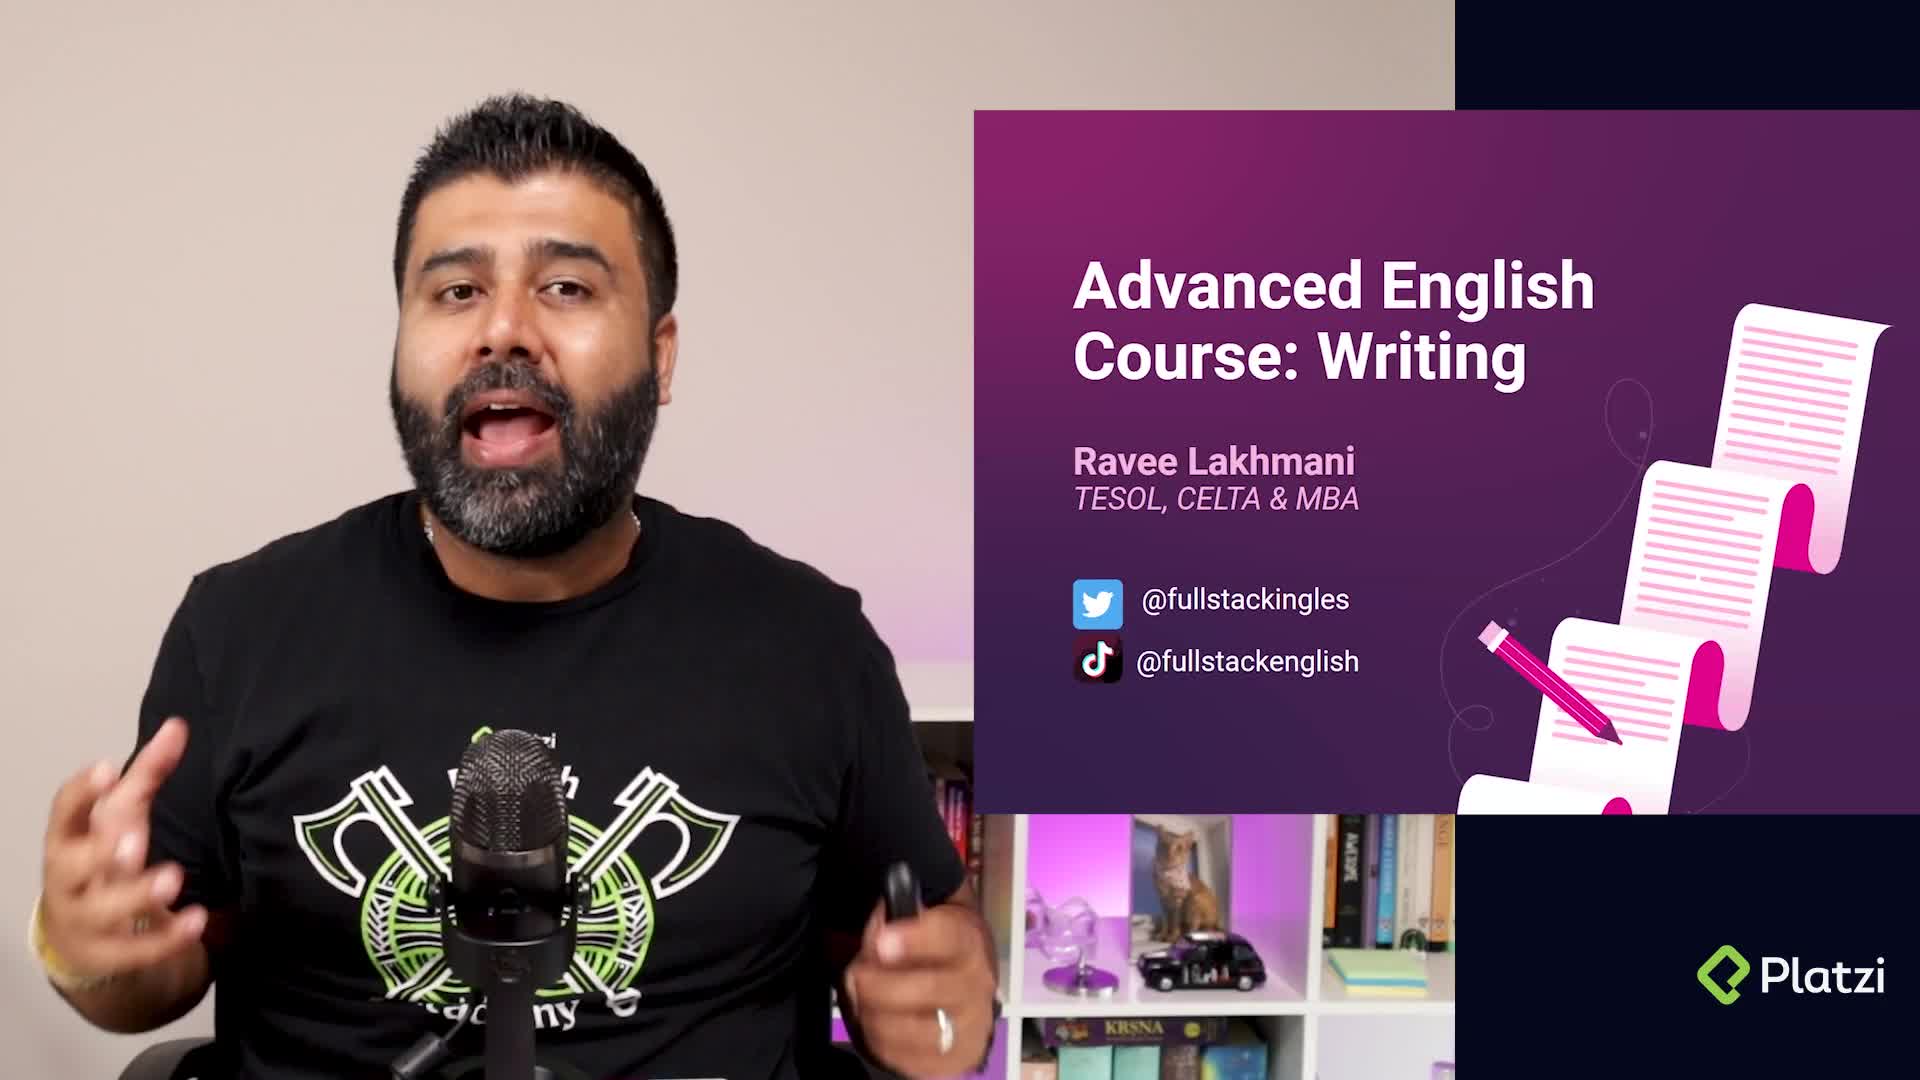 Advanced English
Course: Writing
Ravee Lakhmani
TESOL, CELTA & MBA
@fullstackingles
@fullstackenglish
KRSNA
Platzi